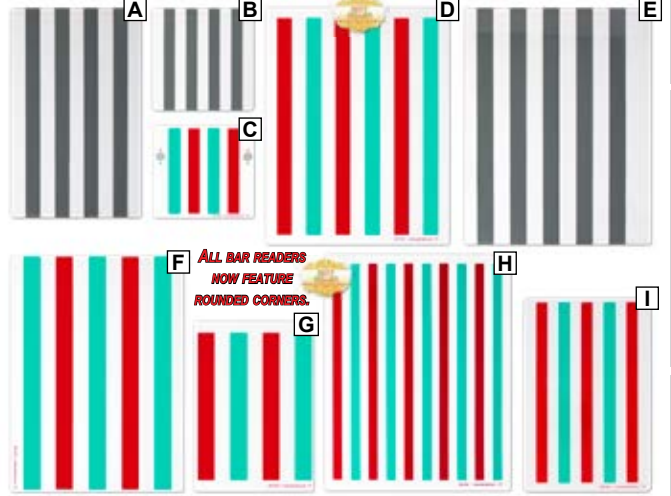 A
B
C
D
E
F
ALL BAR READERS
NOW FEATURE
ROUNDED CORNERS.
G
H
I